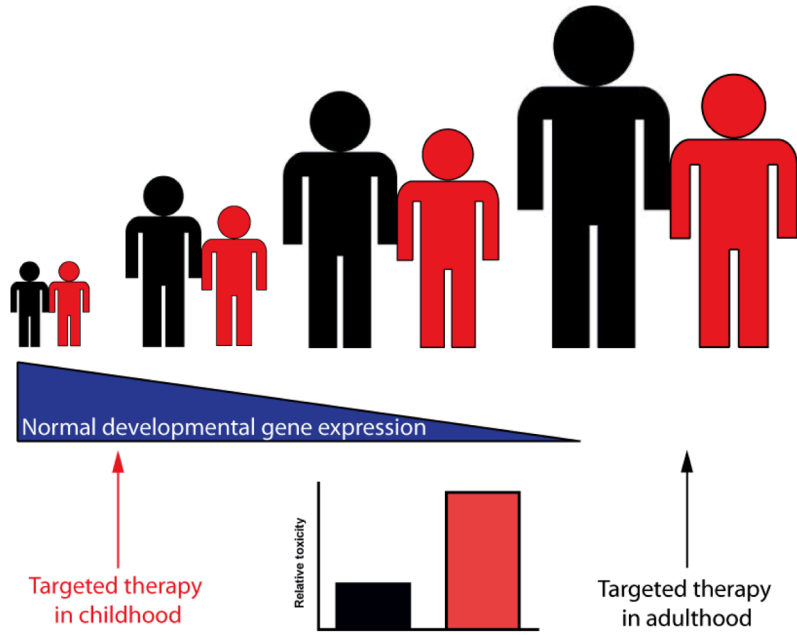 Normal developmental gene expression
Relative toxicity
Targeted therapy
in childhood
Targeted therapy
in adulthood